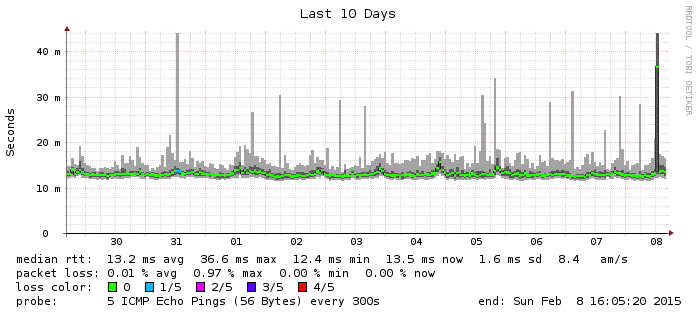 Last 10 Days
RRDTOOL / TOBI OETIKER
Seconds
40 m
30 m
20 m
10 m
0
30 31 01 02 03 04 05 06 07 08
median rtt: 13.2 ms avg 36.6 ms max 12.4 ms min 13.5 ms now 1.6 ms sd 8.4 am/s
packet loss: 0.01 % avg 0.97 % max 0.00 % min 0.00 % now
loss color: 0 1/5 2/5 3/5 4/5
probe: 5 ICMP Echo Pings (56 Bytes) every 300s end: Sun Feb 8 16:05:20 2015